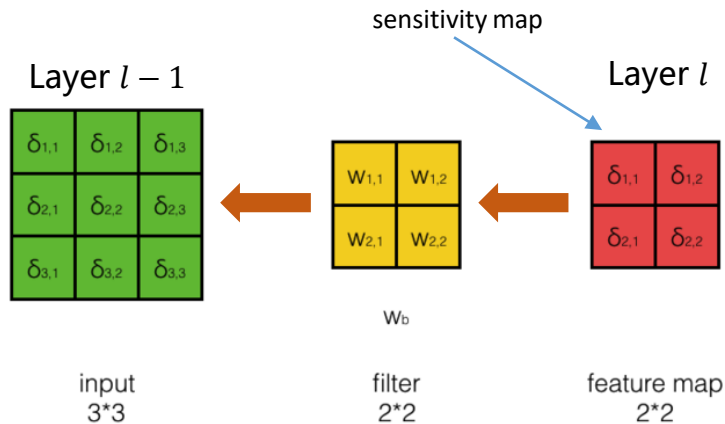 sensitivity map
Layer l − 1
Layer l
δ1,1 δ1,2 δ1,3
δ2,1 δ2,2 δ2,3
δ3,1 δ3,2 δ3,3
W1,1 W1,2
W2,1 W2,2
δ1,1 δ1,2
δ2,1 δ2,2
Wb
input
3*3
filter
2*2
feature map
2*2